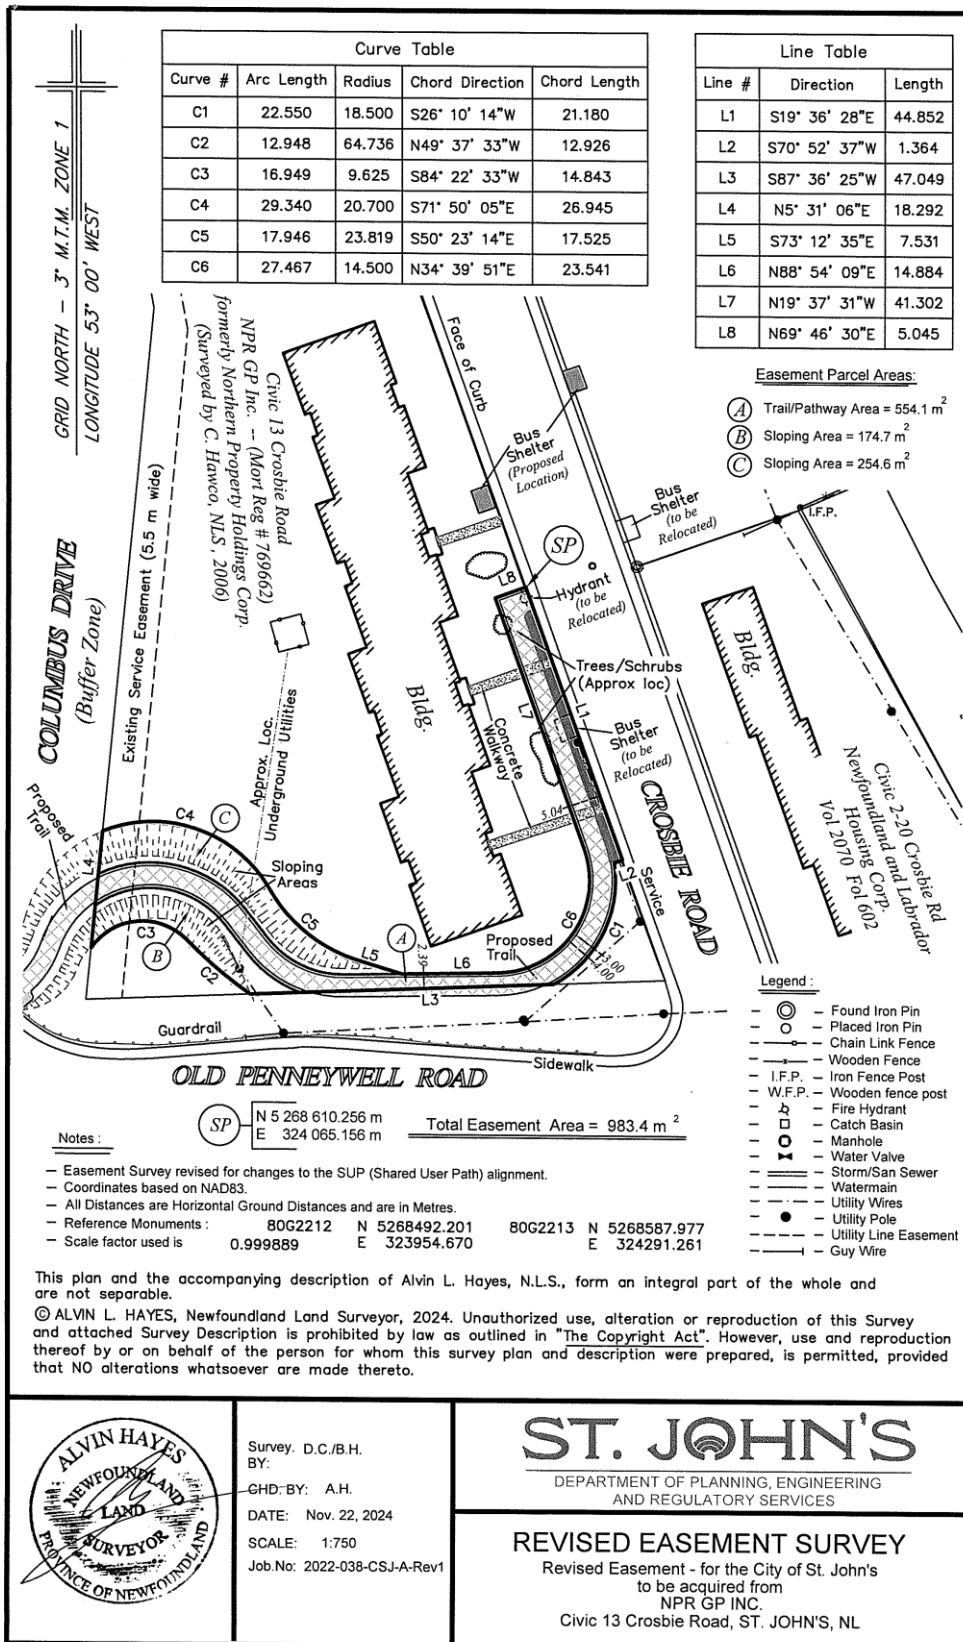 Curve Table
Curve # Arc Length Radius Chord Direction Chord Length
C1 22.550 18.500 S26° 10' 14"W 21.180
C2 12.948 64.736 N49° 37' 33"W 12.926
C3 16.949 9.625 S84° 22' 33"W 14.843
C4 29.340 20.700 S71° 50' 05"E 26.945
C5 17.946 23.819 S50° 23' 14"E 17.525
C6 27.467 14.500 N34° 39' 51"E 23.541
Line Table
Line # Direction Length
L1 S19° 36' 28"E 44.852
L2 S70° 52' 37"W 1.364
L3 S87° 36' 25"W 47.049
L4 N5° 31' 06"E 18.292
L5 S73° 12' 35"E 7.531
L6 N88° 54' 09"E 14.884
L7 N19° 37' 31"W 41.302
L8 N69° 46' 30"E 5.045
GRID NORTH – 3° M.T.M. ZONE 1
LONGITUDE 53° 00' WEST
Easement Parcel Areas:
A Trail/Pathway Area = 554.1 m2
B Sloping Area = 174.7 m2
C Sloping Area = 254.6 m2
Civic 13 Crosbie Road
NPR GP Inc. -- (Mort Reg # 769662)
formerly Northern Property Holdings Corp.
(Surveyed by C. Hawco, NLS , 2006)
Face of Curb
Bus
Shelter
(Proposed
Location)
Bus
Shelter
(to be
Relocated)
I.F.P.
SP
L8
Hydrant
(to be
Relocated)
Trees/Schrubs
(Approx loc)
L1
L7
Bus
Shelter
(to be
Relocated)
Concrete
Walkway
5.04
Bldg.
Bldg.
COLUMBUS DRIVE
(Buffer Zone)
Existing Service Easement (5.5 m wide)
Approx. Loc.
Underground Utilities
CROSBIE ROAD
Civic 2-20 Crosbie Rd
Newfoundland and Labrador
Housing Corp.
Vol 2070 Fol 602
Proposed
Trail
L4
C4
C
Sloping
Areas
C3
B
C2
C5
L5
A
2.39
L6
L3
Proposed
Trail
C6
C1
L2
Service
3.00
4.00
Guardrail
Sidewalk
OLD PENNEYWELL ROAD
Legend :
– Found Iron Pin
– Placed Iron Pin
– Chain Link Fence
– Wooden Fence
– I.F.P. – Iron Fence Post
– W.F.P. – Wooden fence post
– Fire Hydrant
– Catch Basin
– Manhole
– Water Valve
– Storm/San Sewer
– Watermain
– Utility Wires
– Utility Pole
– Utility Line Easement
– Guy Wire
SP
N 5 268 610.256 m
E 324 065.156 m
Total Easement Area = 983.4 m2
Notes :
– Easement Survey revised for changes to the SUP (Shared User Path) alignment.
– Coordinates based on NAD83.
– All Distances are Horizontal Ground Distances and are in Metres.
– Reference Monuments : 80G2212 N 5268492.201 80G2213 N 5268587.977
– Scale factor used is 0.999889 E 323954.670 E 324291.261
This plan and the accompanying description of Alvin L. Hayes, N.L.S., form an integral part of the whole and
are not separable.
© ALVIN L. HAYES, Newfoundland Land Surveyor, 2024. Unauthorized use, alteration or reproduction of this Survey
and attached Survey Description is prohibited by law as outlined in "The Copyright Act". However, use and reproduction
thereof by or on behalf of the person for whom this survey plan and description were prepared, is permitted, provided
that NO alterations whatsoever are made thereto.
ALVIN HAYES
NEWFOUNDLAND
LAND
SURVEYOR
PROVINCE OF NEWFOUNDLAND
Survey. D.C./B.H.
BY:
CHD. BY: A.H.
DATE: Nov. 22, 2024
SCALE: 1:750
Job.No: 2022-038-CSJ-A-Rev1
ST. JOHN'S
DEPARTMENT OF PLANNING, ENGINEERING
AND REGULATORY SERVICES
REVISED EASEMENT SURVEY
Revised Easement - for the City of St. John's
to be acquired from
NPR GP INC.
Civic 13 Crosbie Road, ST. JOHN'S, NL